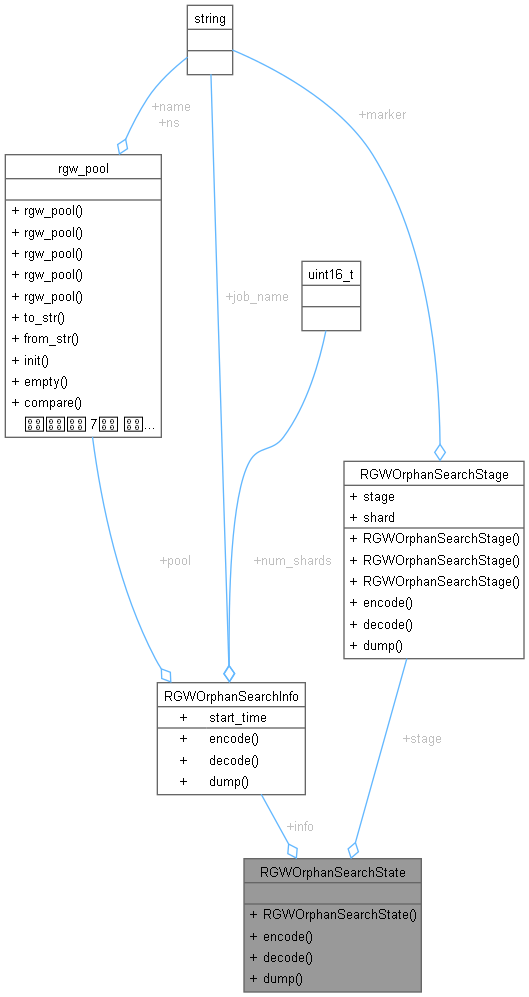 string
+name
+ns
+marker
rgw_pool
+ rgw_pool()
+ rgw_pool()
+ rgw_pool()
+ rgw_pool()
+ rgw_pool()
+ to_str()
+ from_str()
+ init()
+ empty()
+ compare()
7 ...
uint16_t
+job_name
RGWOrphanSearchStage
+ stage
+ shard
+ RGWOrphanSearchStage()
+ RGWOrphanSearchStage()
+ RGWOrphanSearchStage()
+ encode()
+ decode()
+ dump()
+pool
+num_shards
RGWOrphanSearchInfo
+ start_time
+ encode()
+ decode()
+ dump()
+stage
+info
RGWOrphanSearchState
+ RGWOrphanSearchState()
+ encode()
+ decode()
+ dump()